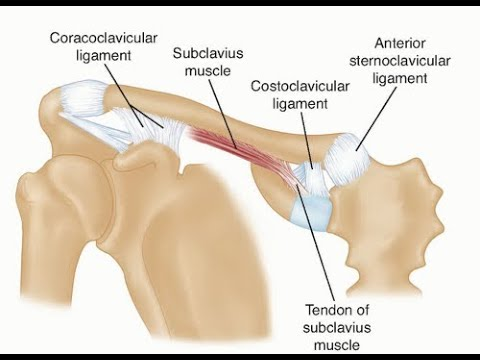 Coracoclavicular
ligament
Subclavius
muscle
Costoclavicular
ligament
Anterior
sternoclavicular
ligament
Tendon of
subclavius
muscle